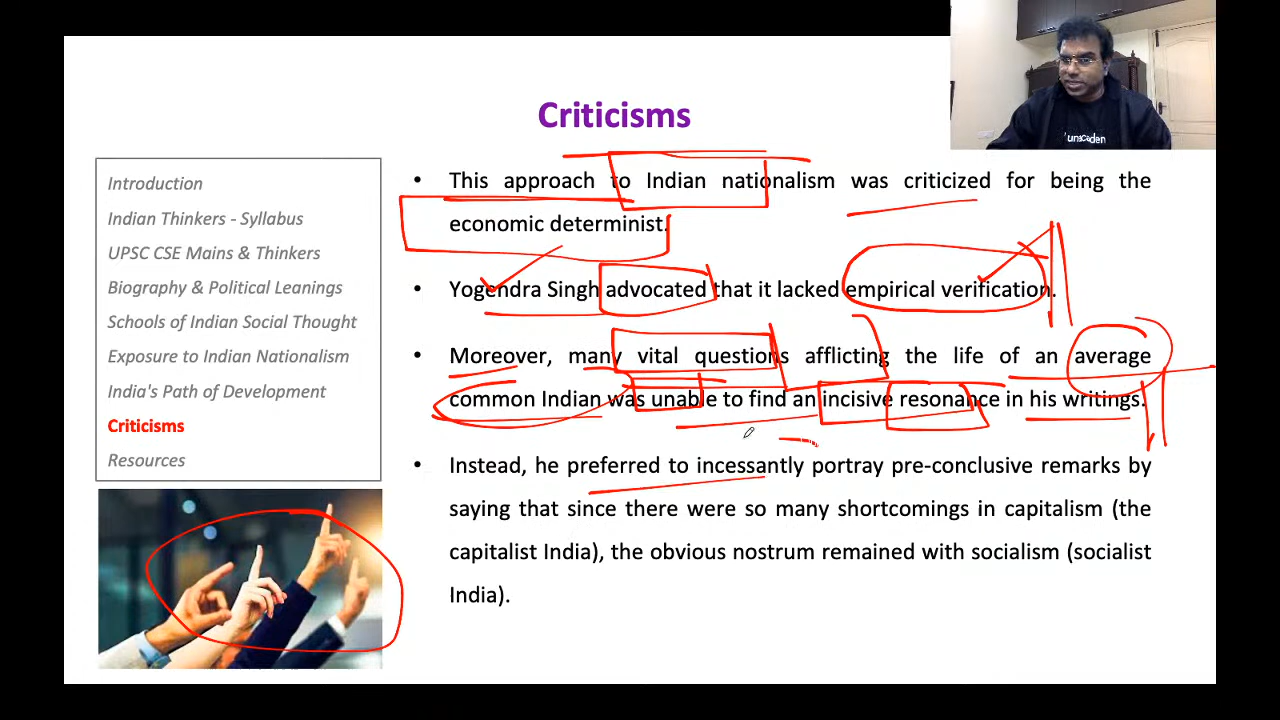 Criticisms
Introduction
Indian Thinkers - Syllabus
UPSC CSE Mains & Thinkers
Biography & Political Leanings
Schools of Indian Social Thought
Exposure to Indian Nationalism
India's Path of Development
Criticisms
Resources
• This approach to Indian nationalism was criticized for being the
economic determinist.
• Yogendra Singh advocated that it lacked empirical verification.
• Moreover, many vital questions afflicting the life of an average
common Indian was unable to find an incisive resonance in his writings.
• Instead, he preferred to incessantly portray pre-conclusive remarks by
saying that since there were so many shortcomings in capitalism (the
capitalist India), the obvious nostrum remained with socialism (socialist
India).